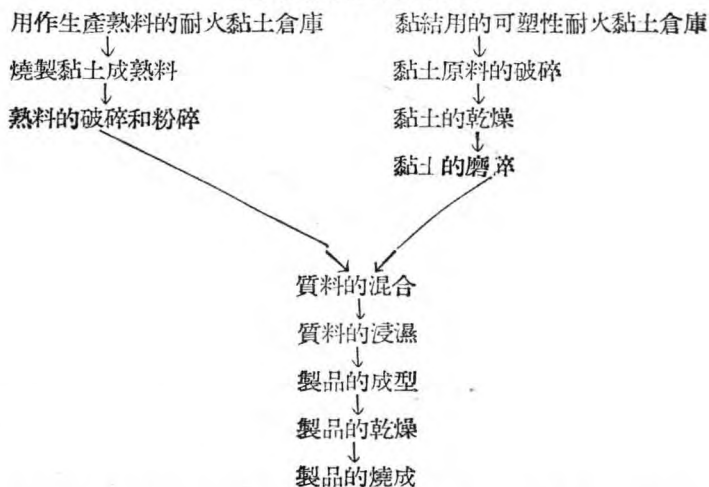 用作生產熟料的耐火黏土倉庫
燒製黏土成熟料
熟料的破碎和粉碎
黏結用的可塑性耐火黏土倉庫
黏土原料的破碎
黏土的乾燥
黏土的磨碎
質料的混合
質料的浸濕
製品的成型
製品的乾燥
製品的燒成